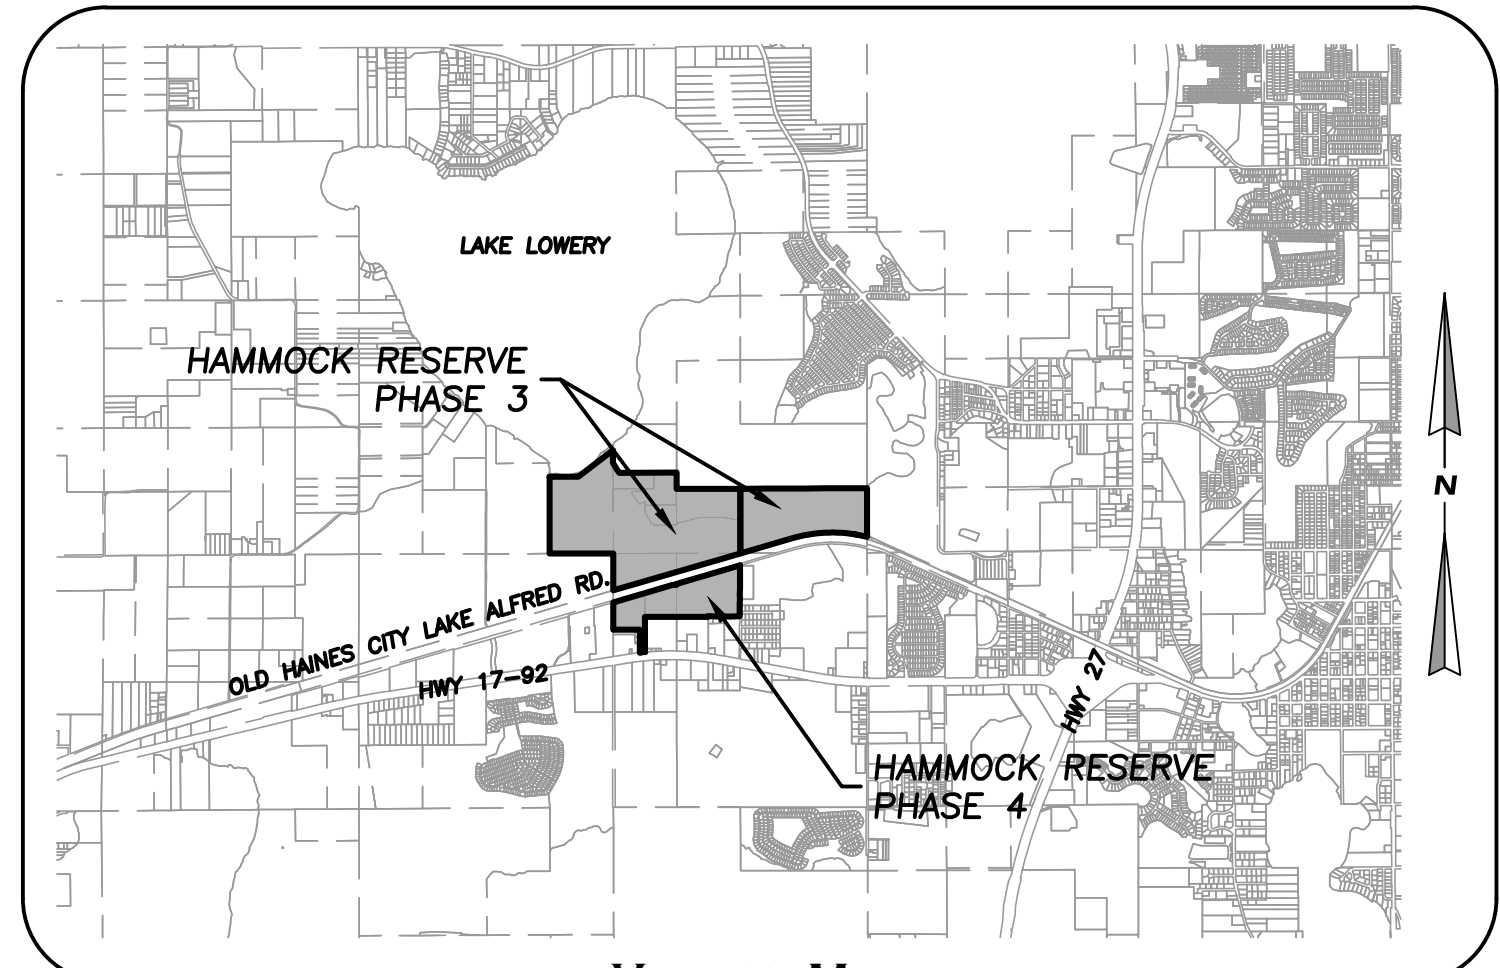 LAKE LOWERY
HAMMOCK RESERVE
PHASE 3
N
OLD HAINES CITY LAKE ALFRED RD.
HWY 17-92
HWY 27
HAMMOCK RESERVE
PHASE 4